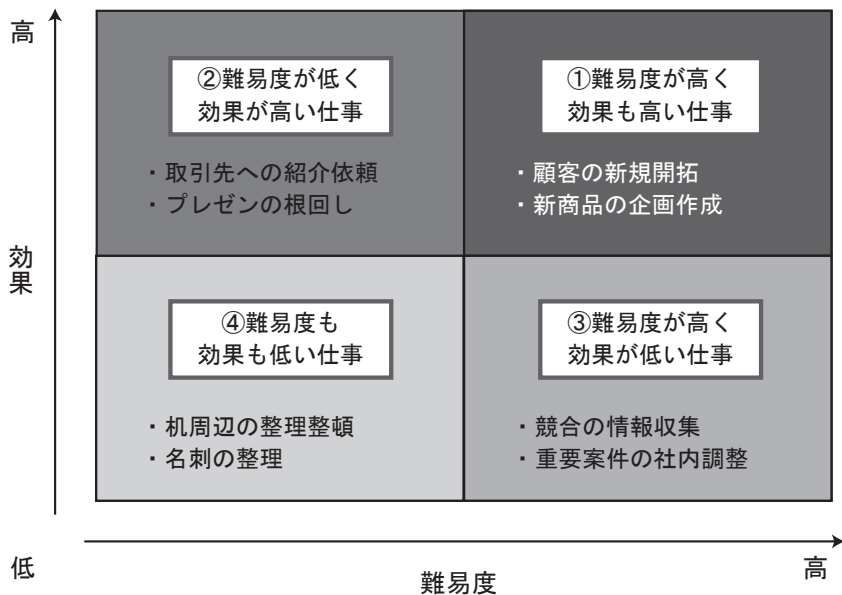 高
②難易度が低く
効果が高い仕事
・取引先への紹介依頼
・プレゼンの根回し
①難易度が高く
効果も高い仕事
・顧客の新規開拓
・新商品の企画作成
効果
④難易度も
効果も低い仕事
・机周辺の整理整頓
・名刺の整理
③難易度が高く
効果が低い仕事
・競合の情報収集
・重要案件の社内調整
低
難易度
高